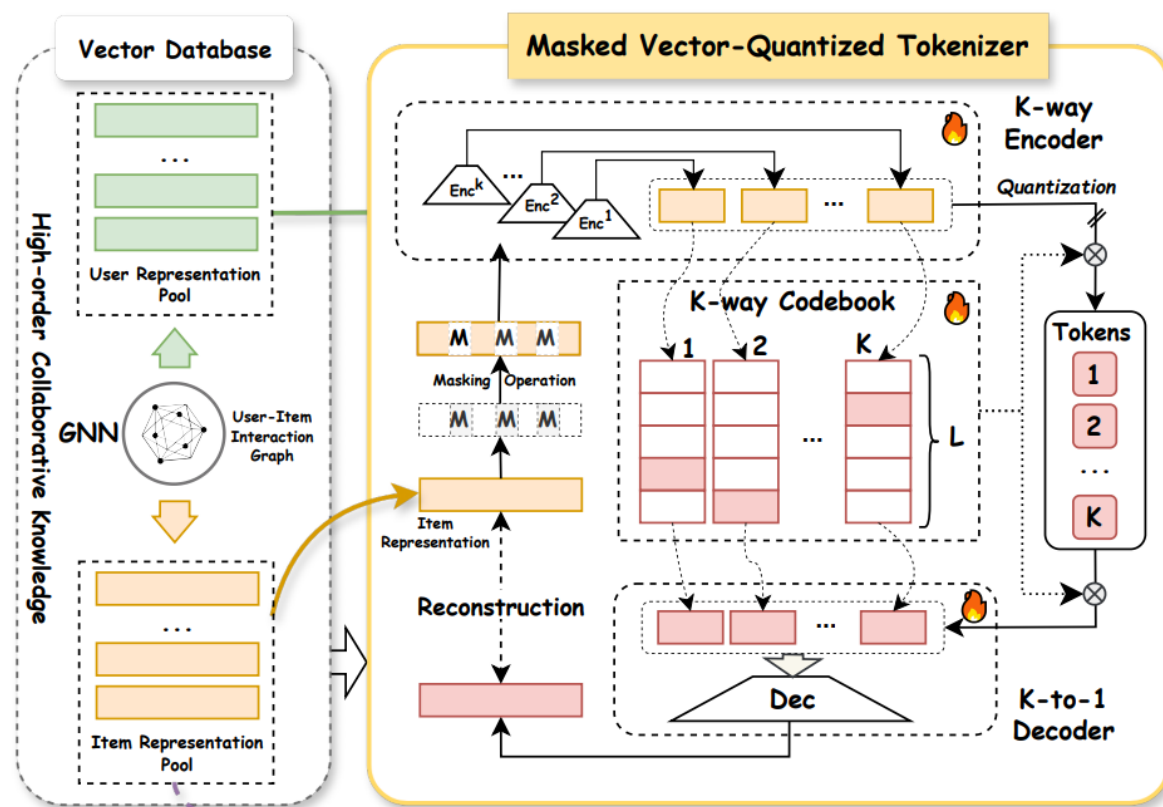 Vector Database
...
User Representation
Pool
GNN
User-Item
Interaction
Graph
...
Item Representation
Pool
High-order Collaborative Knowledge
Masked Vector-Quantized Tokenizer
K-way
Encoder
Enc^k
...
Enc^2
Enc^1
...
Quantization
M M M
Masking Operation
M M M
Item
Representation
Reconstruction
K-way Codebook
1
2
K
...
L
Tokens
1
2
...
K
...
Dec
K-to-1
Decoder